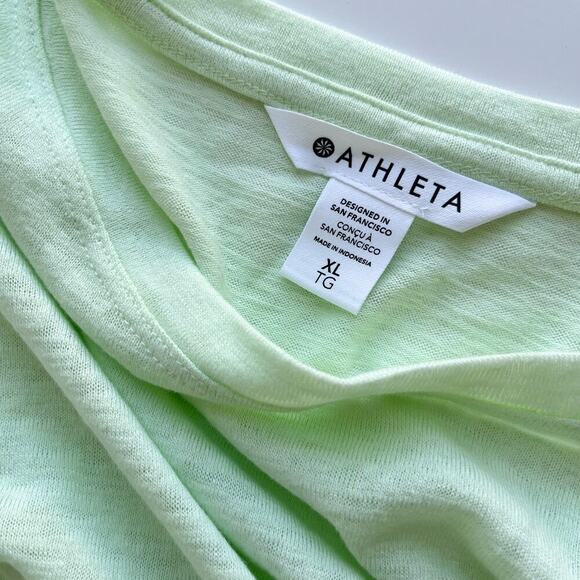 ATHLETA
DESIGNED IN
SAN FRANCISCO
CONÇU À
SAN FRANCISCO
MADE IN INDONESIA
XL
TG